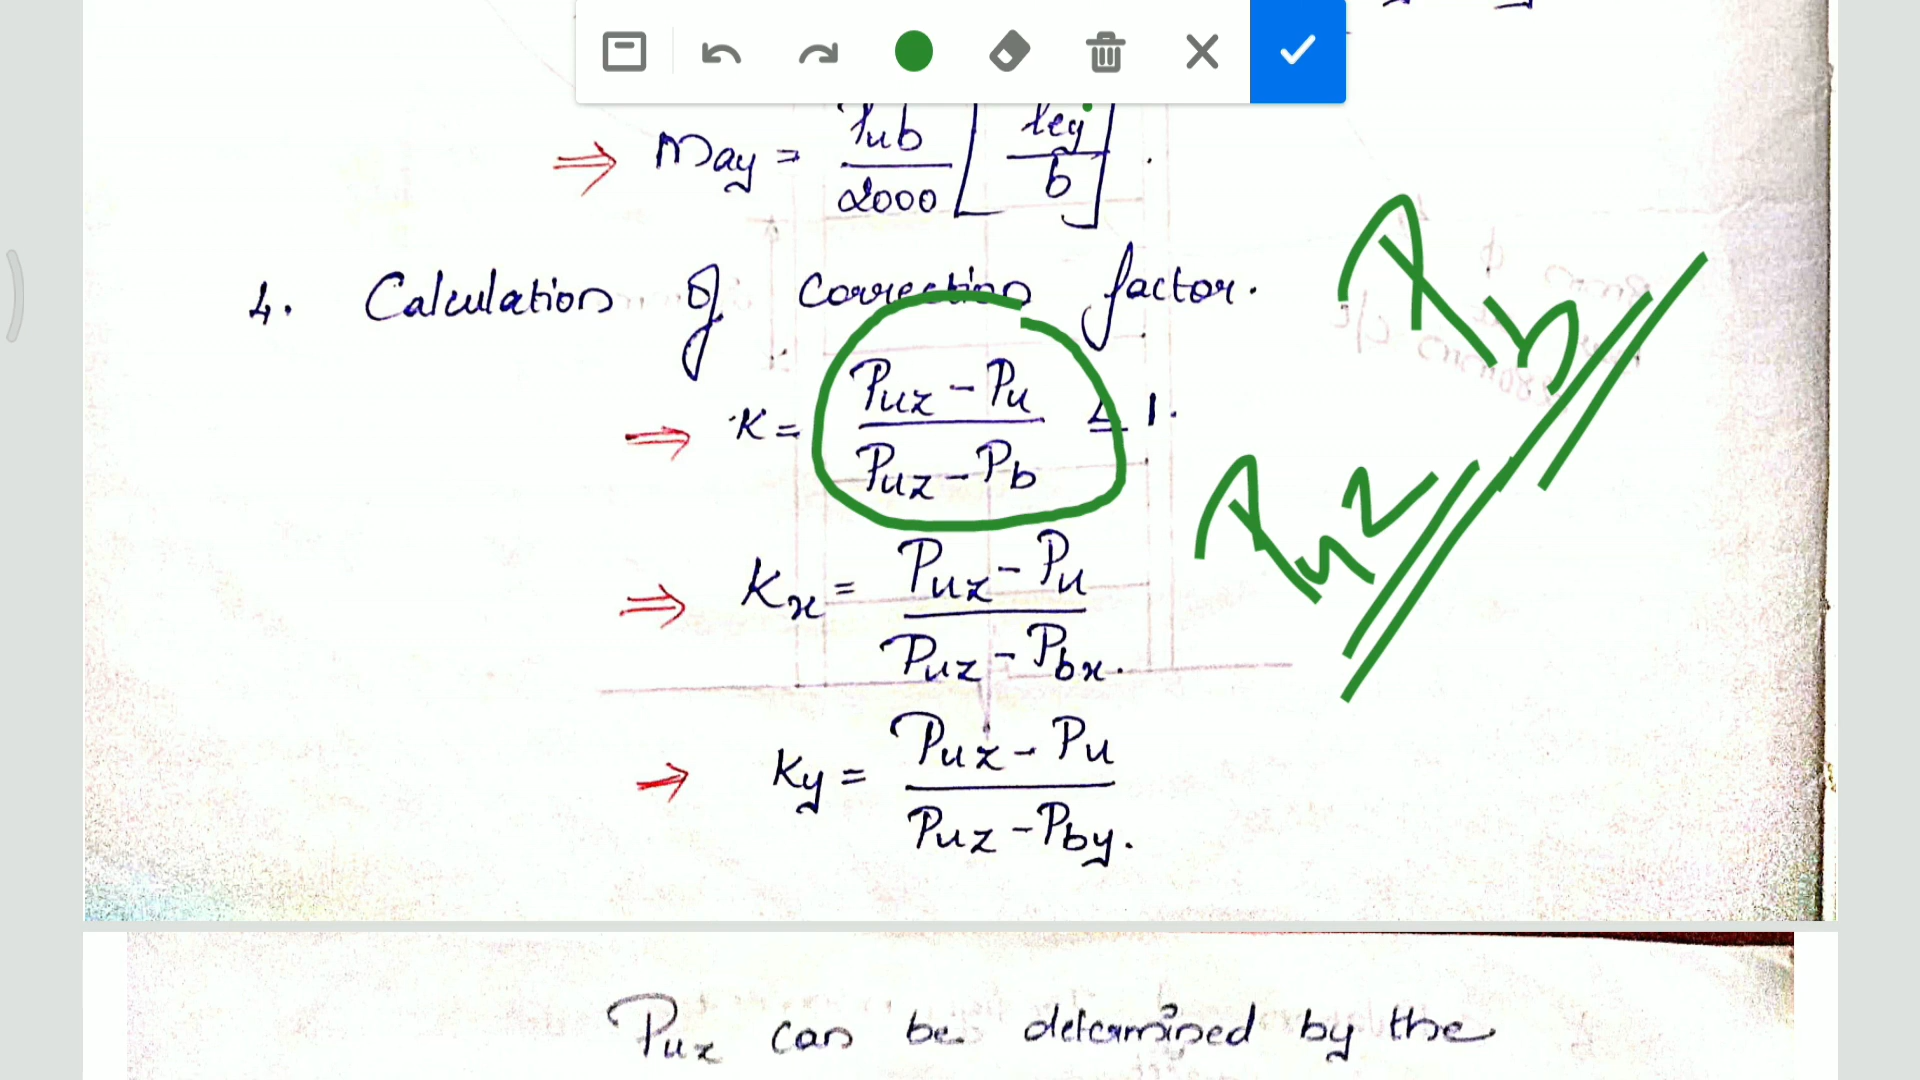 ⇒ May = Pub/2000 [ley/b].
4. Calculation of Correction factor.
⇒ K = Puz - Pu / Puz - Pb ≤ 1.
⇒ Kx = Puz - Pu / Puz - Pbx.
→ Ky = Puz - Pu / Puz - Pby.
Pb
Puz
Puz can be determined by the